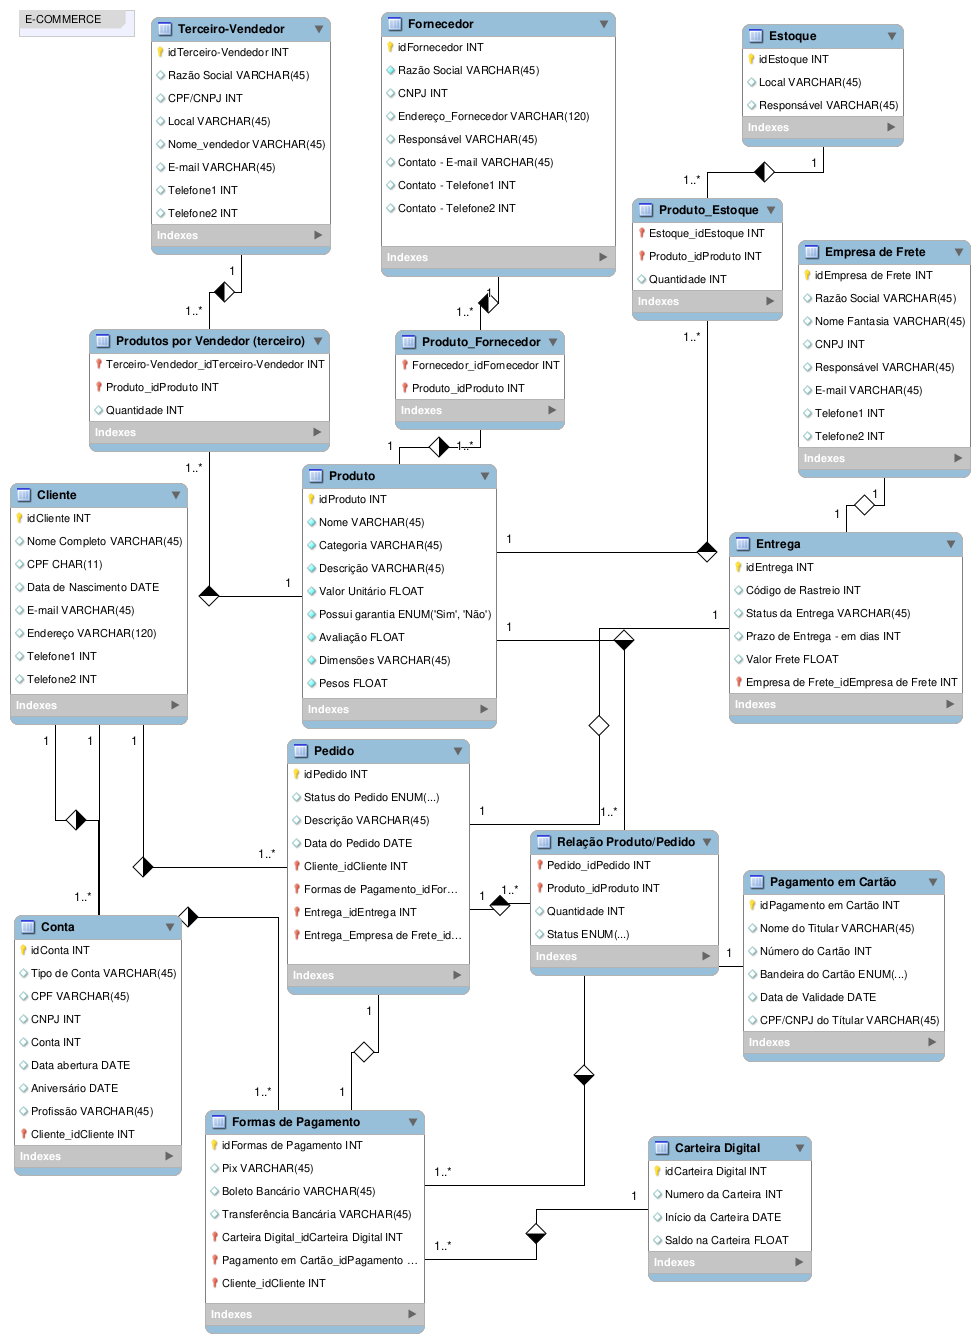 E-COMMERCE
Terceiro-Vendedor
idTerceiro-Vendedor INT
Razão Social VARCHAR(45)
CPF/CNPJ INT
Local VARCHAR(45)
Nome_vendedor VARCHAR(45)
E-mail VARCHAR(45)
Telefone1 INT
Telefone2 INT
Indexes
Fornecedor
idFornecedor INT
Razão Social VARCHAR(45)
CNPJ INT
Endereço_Fornecedor VARCHAR(120)
Responsável VARCHAR(45)
Contato - E-mail VARCHAR(45)
Contato - Telefone1 INT
Contato - Telefone2 INT
Indexes
Estoque
idEstoque INT
Local VARCHAR(45)
Responsável VARCHAR(45)
Indexes
1
1..*
Produto_Estoque
Estoque_idEstoque INT
Produto_idProduto INT
Quantidade INT
Indexes
1..*
Empresa de Frete
idEmpresa de Frete INT
Razão Social VARCHAR(45)
Nome Fantasia VARCHAR(45)
CNPJ INT
Responsável VARCHAR(45)
E-mail VARCHAR(45)
Telefone1 INT
Telefone2 INT
Indexes
1
1
1
1..*
Produtos por Vendedor (terceiro)
Terceiro-Vendedor_idTerceiro-Vendedor INT
Produto_idProduto INT
Quantidade INT
Indexes
1..*
1
1
1..*
Produto_Fornecedor
Fornecedor_idFornecedor INT
Produto_idProduto INT
Indexes
1
1..*
Produto
idProduto INT
Nome VARCHAR(45)
Categoria VARCHAR(45)
Descrição VARCHAR(45)
Valor Unitário FLOAT
Possui garantia ENUM('Sim', 'Não')
Avaliação FLOAT
Dimensões VARCHAR(45)
Pesos FLOAT
Indexes
1
1
Cliente
idCliente INT
Nome Completo VARCHAR(45)
CPF CHAR(11)
Data de Nascimento DATE
E-mail VARCHAR(45)
Endereço VARCHAR(120)
Telefone1 INT
Telefone2 INT
Indexes
1
1
1
1..*
1..*
Entrega
idEntrega INT
Código de Rastreio INT
Status da Entrega VARCHAR(45)
Prazo de Entrega - em dias INT
Valor Frete FLOAT
Empresa de Frete_idEmpresa de Frete INT
Indexes
1
Pedido
idPedido INT
Status do Pedido ENUM(...)
Descrição VARCHAR(45)
Data do Pedido DATE
Cliente_idCliente INT
Formas de Pagamento_idFor...
Entrega_idEntrega INT
Entrega_Empresa de Frete_id...
Indexes
1
1..*
1
1..*
1
1
Relação Produto/Pedido
Pedido_idPedido INT
Produto_idProduto INT
Quantidade INT
Status ENUM(...)
Indexes
1
Pagamento em Cartão
idPagamento em Cartão INT
Nome do Titular VARCHAR(45)
Número do Cartão INT
Bandeira do Cartão ENUM(...)
Data de Validade DATE
CPF/CNPJ do Títular VARCHAR(45)
Indexes
Conta
idConta INT
Tipo de Conta VARCHAR(45)
CPF VARCHAR(45)
CNPJ INT
Conta INT
Data abertura DATE
Aniversário DATE
Profissão VARCHAR(45)
Cliente_idCliente INT
Indexes
1..*
Formas de Pagamento
idFormas de Pagamento INT
Pix VARCHAR(45)
Boleto Bancário VARCHAR(45)
Transferência Bancária VARCHAR(45)
Carteira Digital_idCarteira Digital INT
Pagamento em Cartão_idPagamento ...
Cliente_idCliente INT
Indexes
1..*
1..*
1
Carteira Digital
idCarteira Digital INT
Numero da Carteira INT
Início da Carteira DATE
Saldo na Carteira FLOAT
Indexes